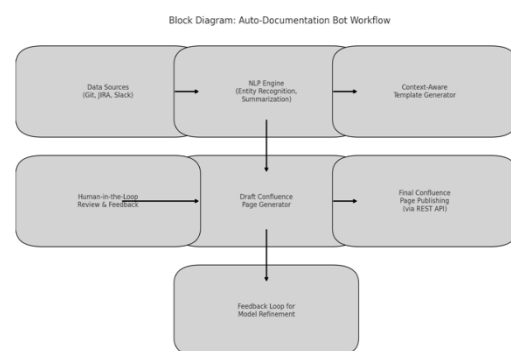 Block Diagram: Auto-Documentation Bot Workflow
Data Sources
(Git, JIRA, Slack)
NLP Engine
(Entity Recognition,
Summarization)
Context-Aware
Template Generator
Human-in-the-Loop
Review & Feedback
Draft Confluence
Page Generator
Final Confluence
Page Publishing
(via REST API)
Feedback Loop for
Model Refinement